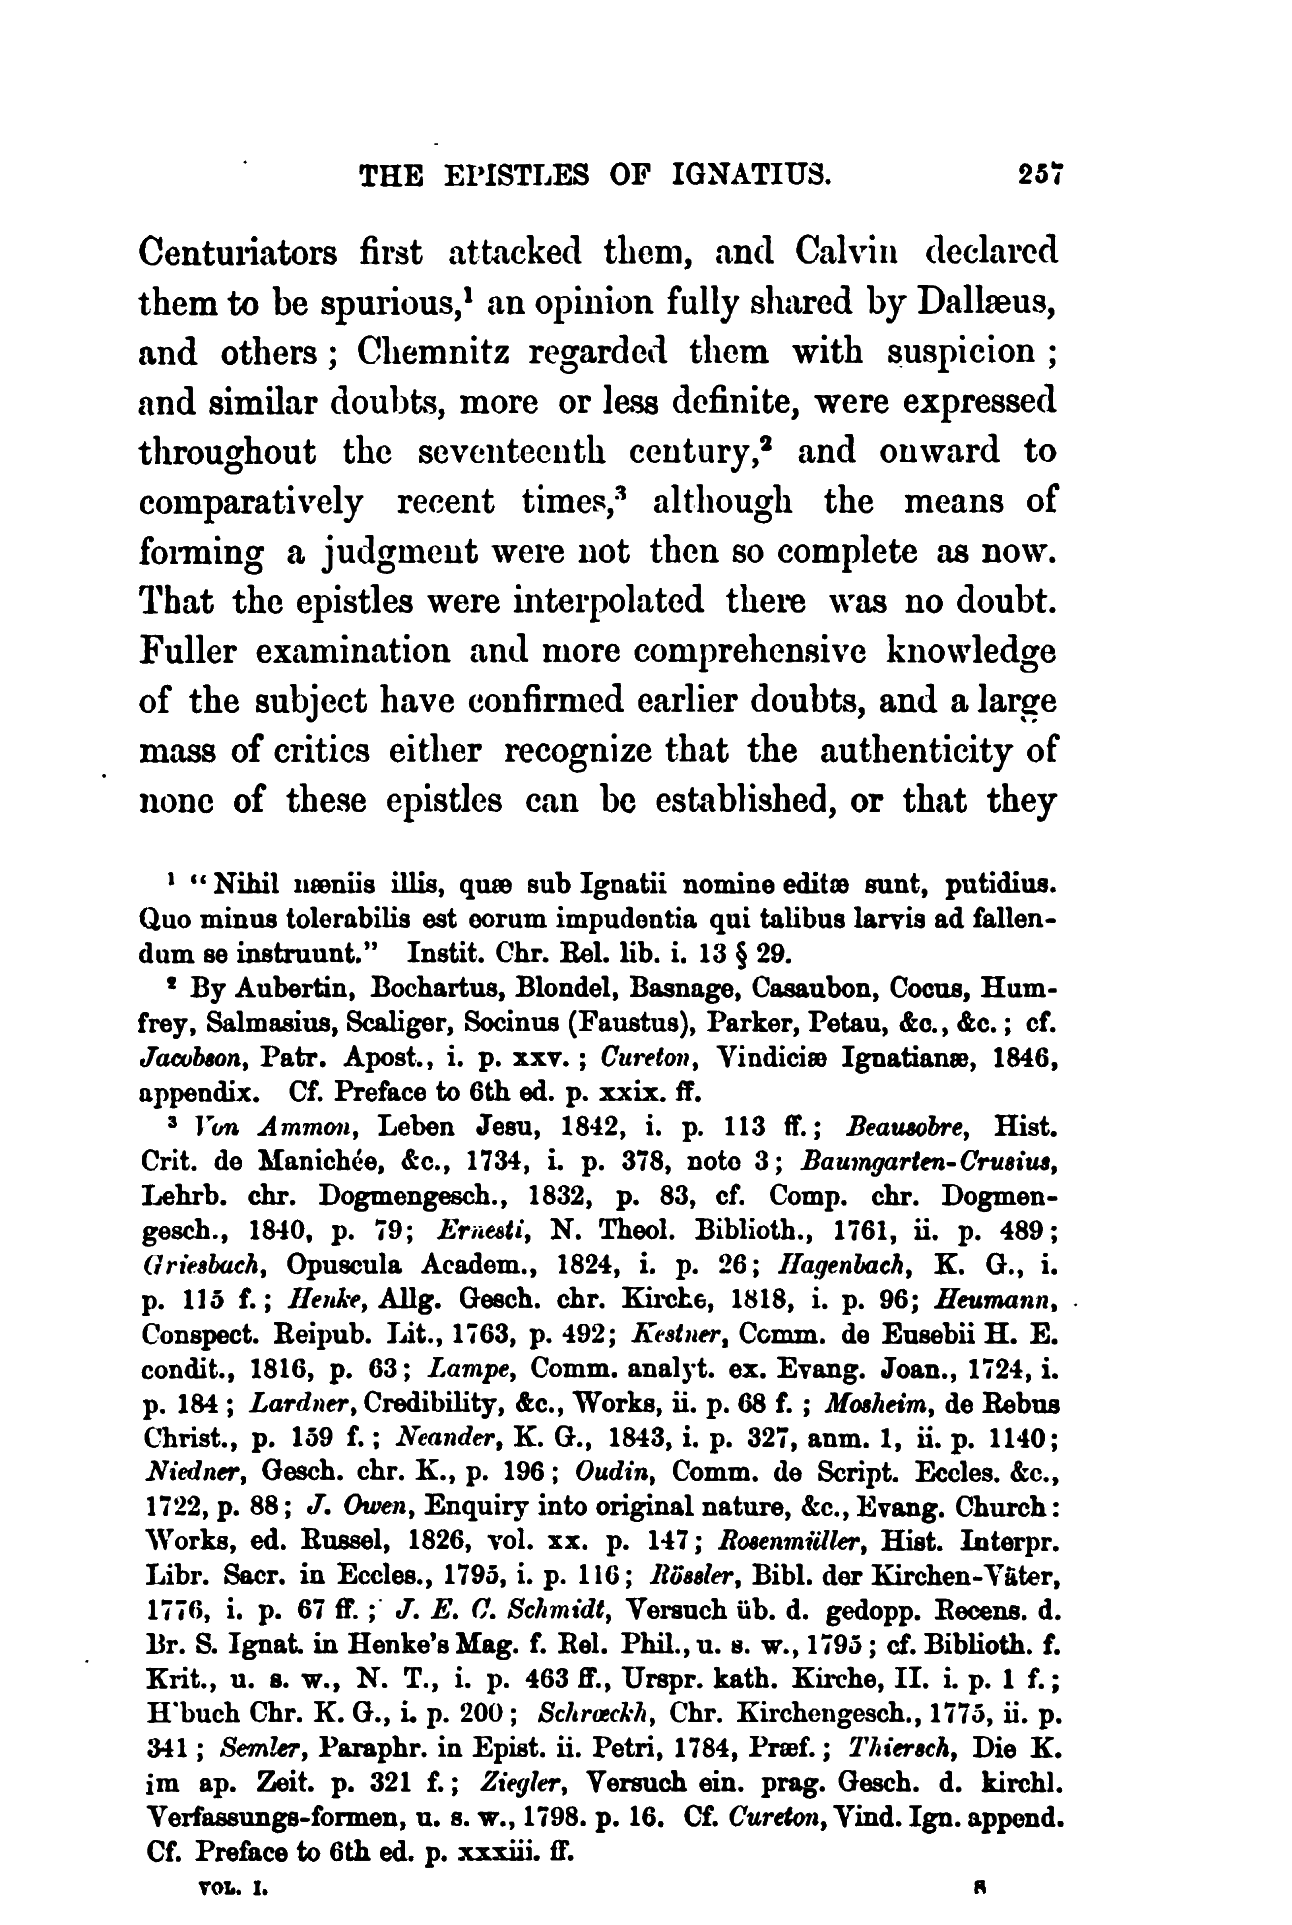 THE EPISTLES OF IGNATIUS. 257
Centuriators first attacked them, and Calvin declared
them to be spurious,¹ an opinion fully shared by Dallæus,
and others ; Chemnitz regarded them with suspicion ;
and similar doubts, more or less definite, were expressed
throughout the seventeenth century,² and onward to
comparatively recent times,³ although the means of
forming a judgment were not then so complete as now.
That the epistles were interpolated there was no doubt.
Fuller examination and more comprehensive knowledge
of the subject have confirmed earlier doubts, and a large
mass of critics either recognize that the authenticity of
none of these epistles can be established, or that they
¹ “Nihil næniis illis, quæ sub Ignatii nomine editæ sunt, putidius.
Quo minus tolerabilis est eorum impudentia qui talibus larvis ad fallen-
dum se instruunt.” Instit. Chr. Rel. lib. i. 13 § 29.
² By Aubertin, Bochartus, Blondel, Basnage, Casaubon, Cocus, Hum-
frey, Salmasius, Scaliger, Socinus (Faustus), Parker, Petau, &c., &c. ; cf.
Jacobson, Patr. Apost., i. p. xxv. ; Cureton, Vindiciæ Ignatianæ, 1846,
appendix. Cf. Preface to 6th ed. p. xxix. ff.
³ Von Ammon, Leben Jesu, 1842, i. p. 113 ff. ; Beausobre, Hist.
Crit. de Manichée, &c., 1734, i. p. 378, note 3 ; Baumgarten-Crusius,
Lehrb. chr. Dogmengesch., 1832, p. 83, cf. Comp. chr. Dogmen-
gesch., 1840, p. 79; Ernesti, N. Theol. Biblioth., 1761, ii. p. 489 ;
Griesbach, Opuscula Academ., 1824, i. p. 26 ; Hagenbach, K. G., i.
p. 115 f. ; Henke, Allg. Gesch. chr. Kirche, 1818, i. p. 96; Heumann,
Conspect. Reipub. Lit., 1763, p. 492; Kestner, Comm. de Eusebii H. E.
condit., 1816, p. 63 ; Lampe, Comm. analyt. ex. Evang. Joan., 1724, i.
p. 184 ; Lardner, Credibility, &c., Works, ii. p. 68 f. ; Mosheim, de Rebus
Christ., p. 159 f. ; Neander, K. G., 1843, i. p. 327, anm. 1, ii. p. 1140;
Niedner, Gesch. chr. K., p. 196 ; Oudin, Comm. de Script. Eccles. &c.,
1722, p. 88 ; J. Owen, Enquiry into original nature, &c., Evang. Church :
Works, ed. Russel, 1826, vol. xx. p. 147 ; Rosenmüller, Hist. Interpr.
Libr. Sacr. in Eccles., 1795, i. p. 116 ; Rössler, Bibl. der Kirchen-Väter,
1776, i. p. 67 ff. ; J. E. C. Schmidt, Versuch üb. d. gedopp. Recens. d.
Br. S. Ignat. in Henke's Mag. f. Rel. Phil., u. s. w., 1795 ; cf. Biblioth. f.
Krit., u. s. w., N. T., i. p. 463 ff., Urspr. kath. Kirche, II. i. p. 1 f. ;
H'buch Chr. K. G., i. p. 200 ; Schrœckh, Chr. Kirchengesch., 1775, ii. p.
341 ; Semler, Paraphr. in Epist. ii. Petri, 1784, Præf. ; Thiersch, Die K.
im ap. Zeit. p. 321 f. ; Ziegler, Versuch ein. prag. Gesch. d. kirchl.
Verfassungs-formen, u. s. w., 1798. p. 16. Cf. Cureton, Vind. Ign. append.
Cf. Preface to 6th ed. p. xxxiii. ff.
VOL. I. S